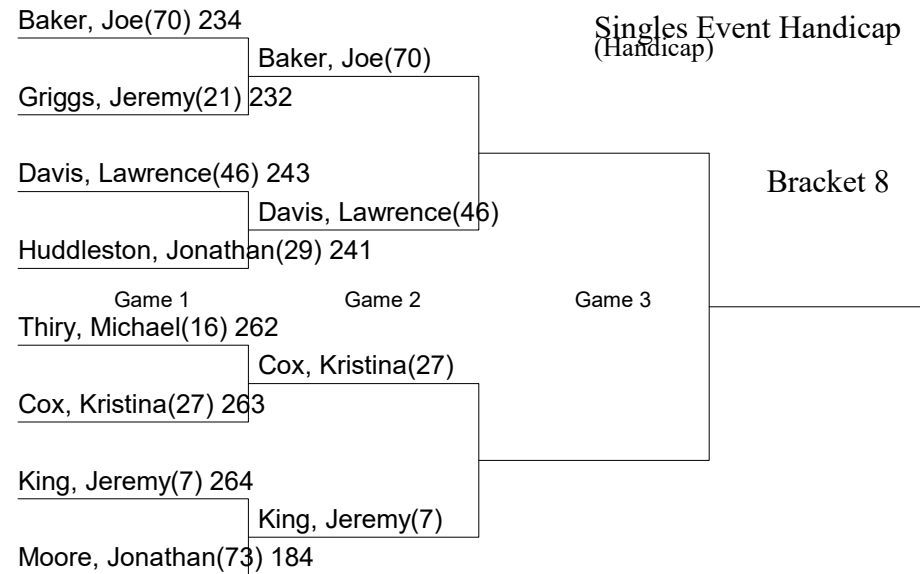 Baker, Joe(70) 234
Singles Event Handicap
(Handicap)
Baker, Joe(70)
Griggs, Jeremy(21) 232
Davis, Lawrence(46) 243
Bracket 8
Davis, Lawrence(46)
Huddleston, Jonathan(29) 241
Game 1 Game 2 Game 3
Thiry, Michael(16) 262
Cox, Kristina(27)
Cox, Kristina(27) 263
King, Jeremy(7) 264
King, Jeremy(7)
Moore, Jonathan(73) 184